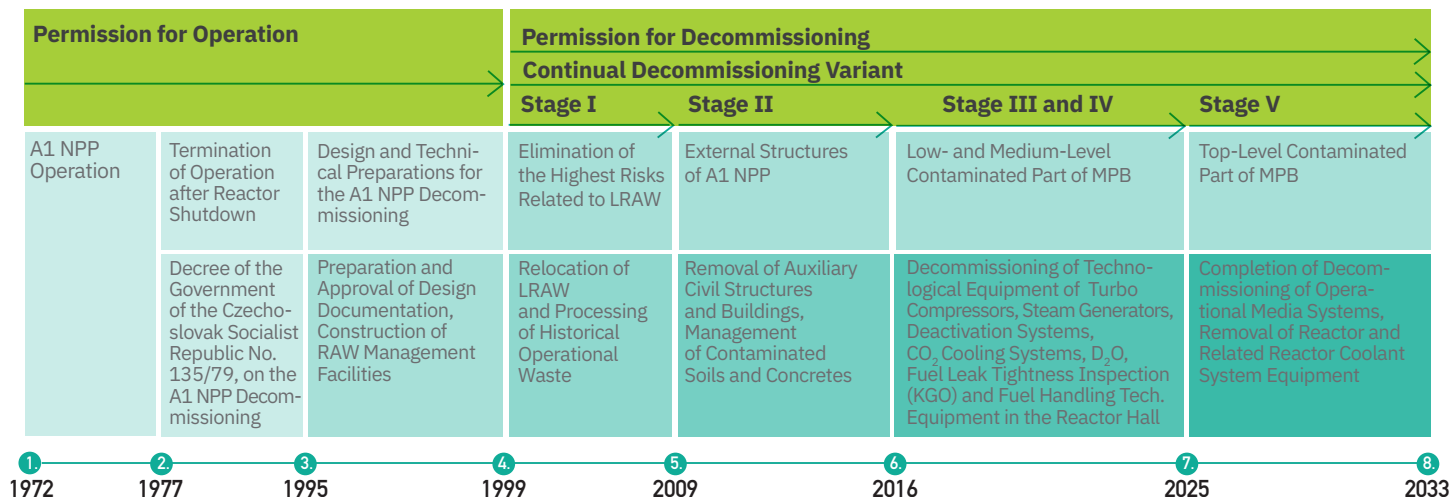 Permission for Operation
Permission for Decommissioning
Continual Decommissioning Variant
Stage I
Stage II
Stage III and IV
Stage V
A1 NPP
Operation
Termination
of Operation
after Reactor
Shutdown
Design and Techni-
cal Preparations for
the A1 NPP Decom-
missioning
Elimination of
the Highest Risks
Related to LRAW
External Structures
of A1 NPP
Low- and Medium-Level
Contaminated Part of MPB
Top-Level Contaminated
Part of MPB
Decree of the
Government
of the Czecho-
slovak Socialist
Republic No.
135/79, on the
A1 NPP Decom-
missioning
Preparation and
Approval of Design
Documentation,
Construction of
RAW Management
Facilities
Relocation of
LRAW
and Processing
of Historical
Operational
Waste
Removal of Auxiliary
Civil Structures
and Buildings,
Management
of Contaminated
Soils and Concretes
Decommissioning of Techno-
logical Equipment of Turbo
Compressors, Steam Generators,
Deactivation Systems,
CO₂ Cooling Systems, D₂O,
Fuel Leak Tightness Inspection
(KGO) and Fuel Handling Tech.
Equipment in the Reactor Hall
Completion of Decom-
missioning of Opera-
tional Media Systems,
Removal of Reactor and
Related Reactor Coolant
System Equipment
1. 2. 3. 4. 5. 6. 7. 8.
1972 1977 1995 1999 2009 2016 2025 2033